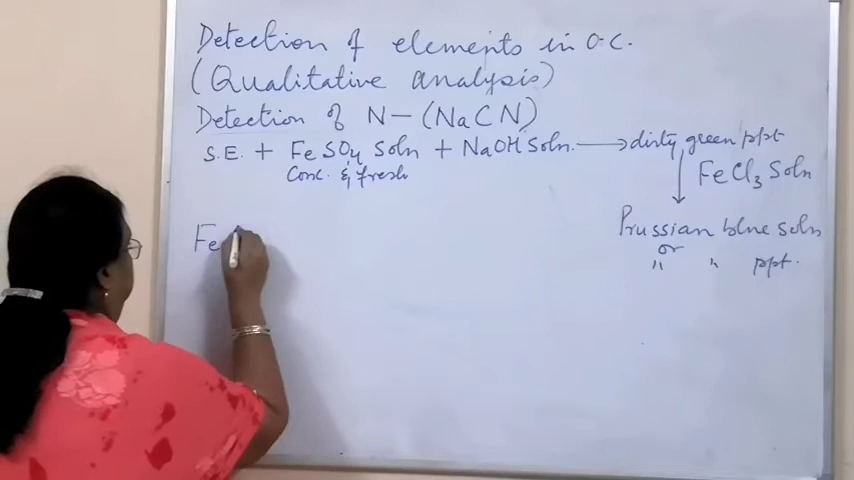 Detection of elements in O.C.
(Qualitative analysis)
Detection of N – (NaCN)
S.E. + FeSO4 Soln + NaOH Soln. ⟶ dirty green ppt
Conc. & fresh
↓ FeCl3 Soln
Prussian blue soln
or
" " ppt.
Fe